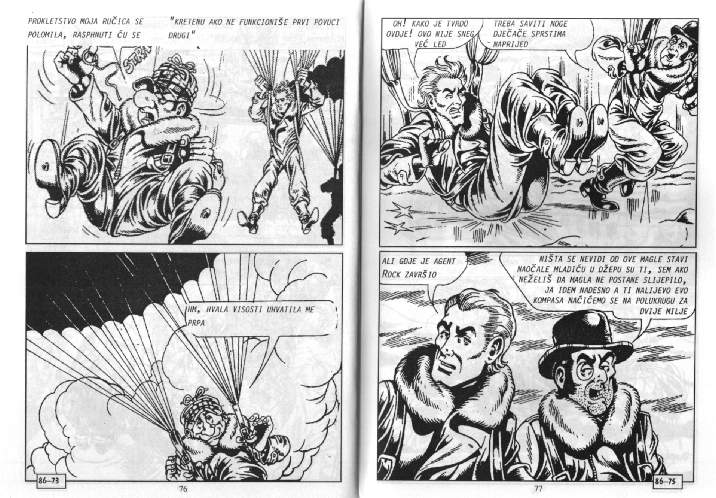 PROKLETSTVO MOJA RUČICA SE
POLOMILA, RASPHNUTI ĆU SE
"KRETENU AKO NE FUNKCIONIŠE PRVI POVUCI
DRUGI"
HM, HVALA VISOSTI UHVATILA ME
PRPA
86-73
76
OH! KAKO JE TVRDO
OVDJE! OVO NIJE SNEG
VEĆ LED
TREBA SAVITI NOGE
DJEČAČE SPRSTIMA
NAPRIJED
ALI GDJE JE AGENT
ROCK ZAVRŠIO
NIŠTA SE NEVIDI OD OVE MAGLE STAVI
NAOČALE MLADIĆU U DŽEPU SU TI, SEM AKO
NEŽELIŠ DA MAGLA NE POSTANE SLIJEPILO,
JA IDEM NADESNO A TI NALIJEVO EVO
KOMPASA NAĆIĆEMO SE NA POLUKRUGU ZA
DVIJE MILJE
86-75
77